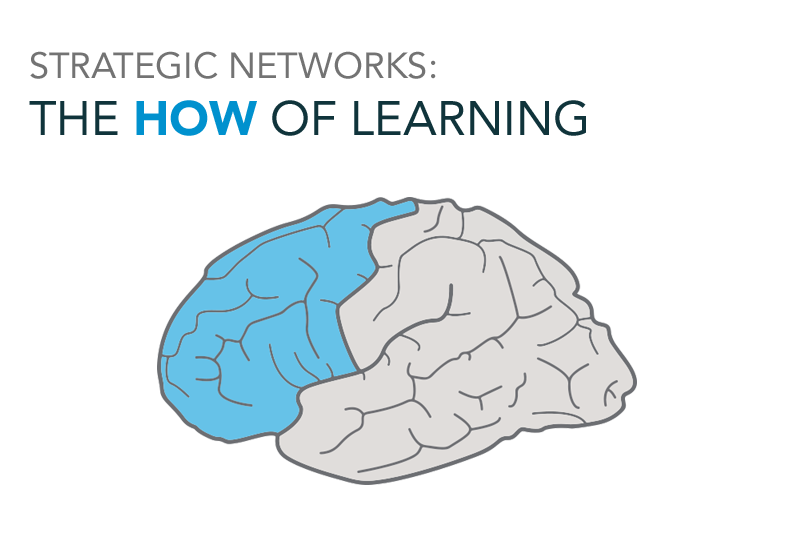 STRATEGIC NETWORKS:
THE HOW OF LEARNING